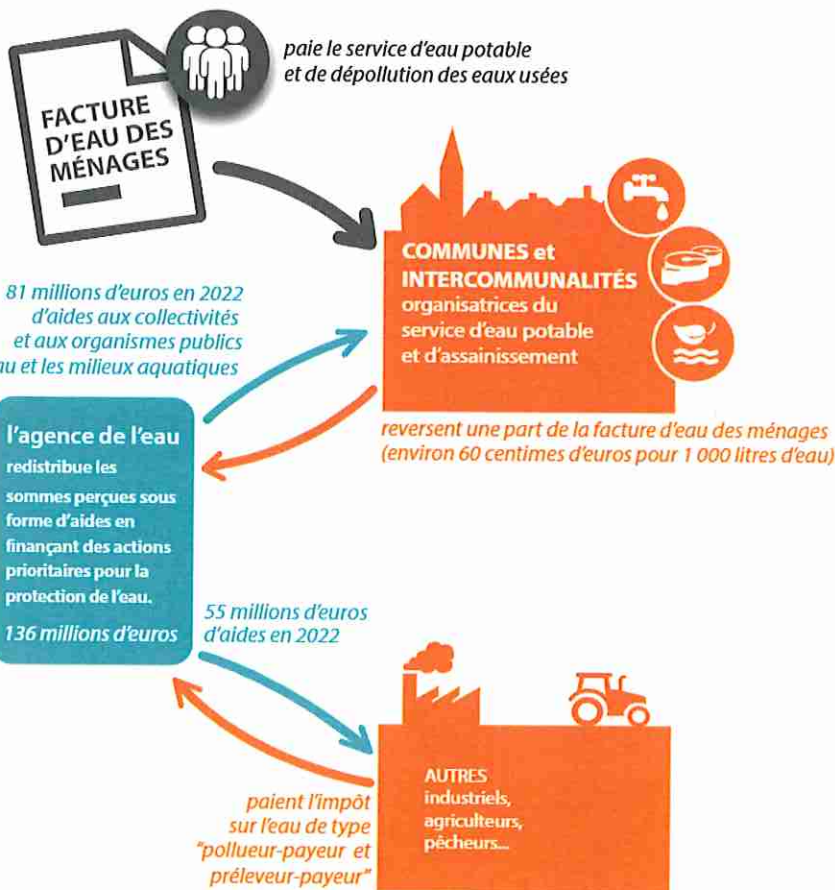 paie le service d'eau potable
et de dépollution des eaux usées
FACTURE
D'EAU DES
MÉNAGES
COMMUNES et
INTERCOMMUNALITÉS
organisatrices du
service d'eau potable
et d'assainissement
81 millions d'euros en 2022
d'aides aux collectivités
et aux organismes publics
et les milieux aquatiques
reversent une part de la facture d'eau des ménages
(environ 60 centimes d'euros pour 1 000 litres d'eau)
l'agence de l'eau
redistribue les
sommes perçues sous
forme d'aides en
finançant des actions
prioritaires pour la
protection de l'eau.
136 millions d'euros
55 millions d'euros
d'aides en 2022
AUTRES
industriels,
agriculteurs,
pêcheurs...
paient l'impôt
sur l'eau de type
"pollueur-payeur et
préleveur-payeur"